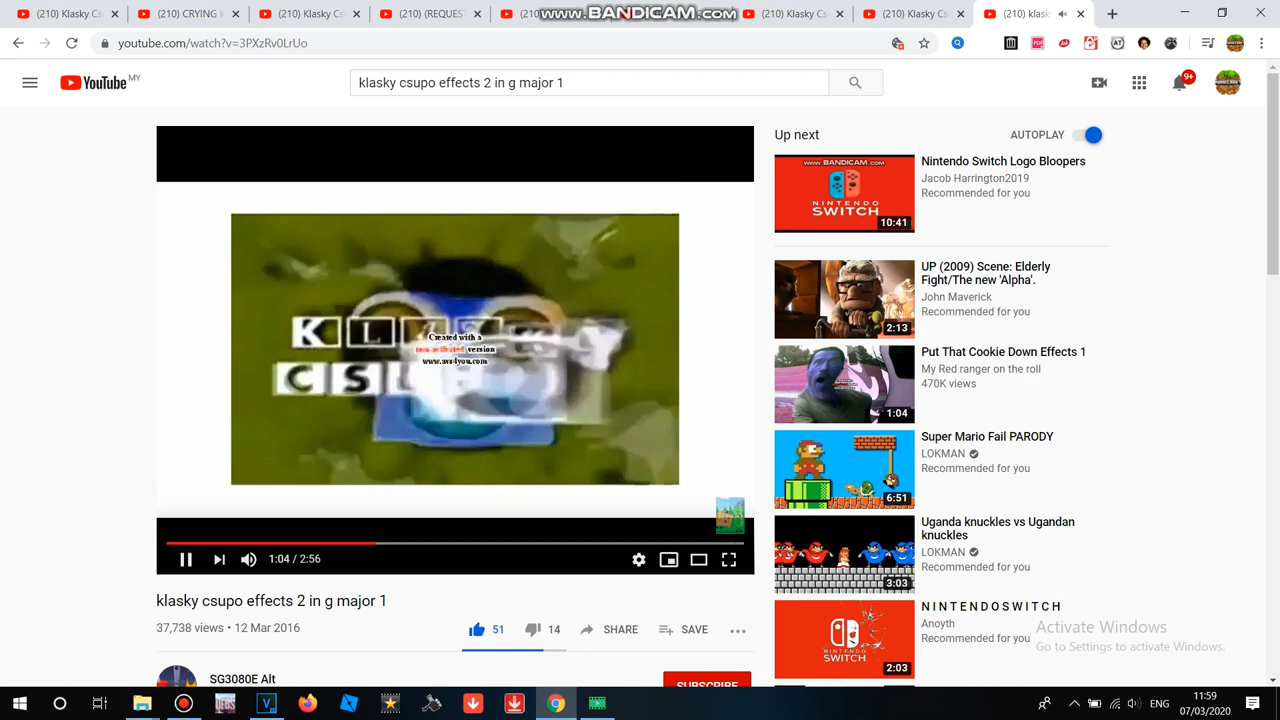 (210) Klasky Cs
(210) CRYING
(210) Klasky Cs
(210) (REQUEST
(210)
www.BANDICAM.com
(210) Klasky Cs
(210) Klasky Cs
(210) klask
youtube.com/watch?v=3PXzRv0LrUo
YouTube MY
klasky csupo effects 2 in g major 1
9+
Up next
AUTOPLAY
www.BANDICAM.com
NINTENDO
SWITCH
10:41
Nintendo Switch Logo Bloopers
Jacob Harrington2019
Recommended for you
2:13
UP (2009) Scene: Elderly
Fight/The new 'Alpha'.
John Maverick
Recommended for you
1:04
Put That Cookie Down Effects 1
My Red ranger on the roll
470K views
6:51
Super Mario Fail PARODY
LOKMAN
Recommended for you
3:03
Uganda knuckles vs Ugandan
knuckles
LOKMAN
Recommended for you
NINTENDO
SWITCH
2:03
N I N T E N D O S W I T C H
Anoyth
Recommended for you
Created with a
non activated version
www.avs4you.com
1:04 / 2:56
klasky csupo effects 2 in g major 1
37,738 views • 12 Mar 2016
51
14
SHARE
SAVE
SG3080E Alt
SUBSCRIBE
Activate Windows
Go to Settings to activate Windows.
ENG
11:59
07/03/2020